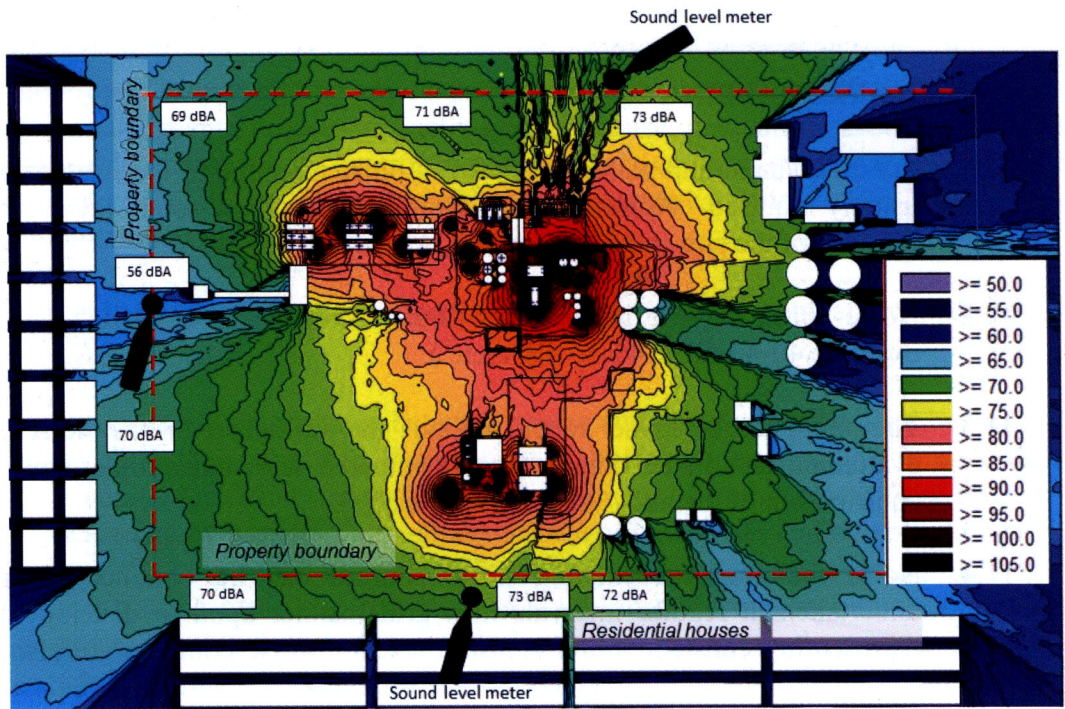 Sound level meter
Property boundary
69 dBA
71 dBA
73 dBA
56 dBA
70 dBA
>= 50.0
>= 55.0
>= 60.0
>= 65.0
>= 70.0
>= 75.0
>= 80.0
>= 85.0
>= 90.0
>= 95.0
>= 100.0
>= 105.0
Property boundary
70 dBA
73 dBA
72 dBA
Residential houses
Sound level meter